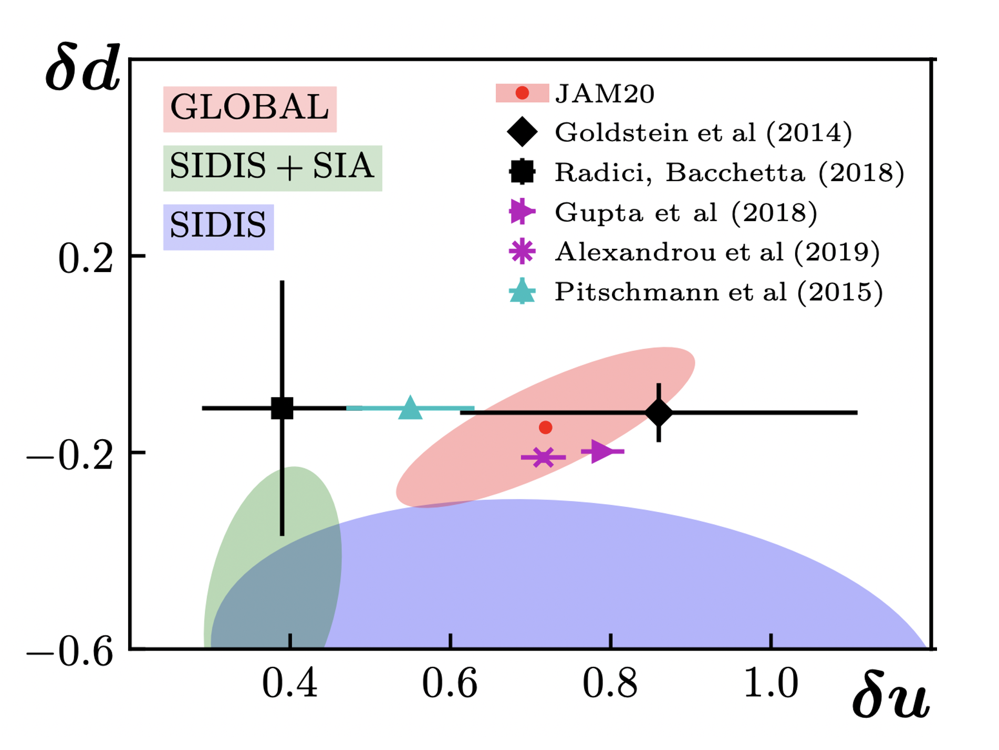 δd
GLOBAL
SIDIS + SIA
SIDIS
JAM20
Goldstein et al (2014)
Radici, Bacchetta (2018)
Gupta et al (2018)
Alexandrou et al (2019)
Pitschmann et al (2015)
0.2
−0.2
−0.6
0.4 0.6 0.8 1.0
δu